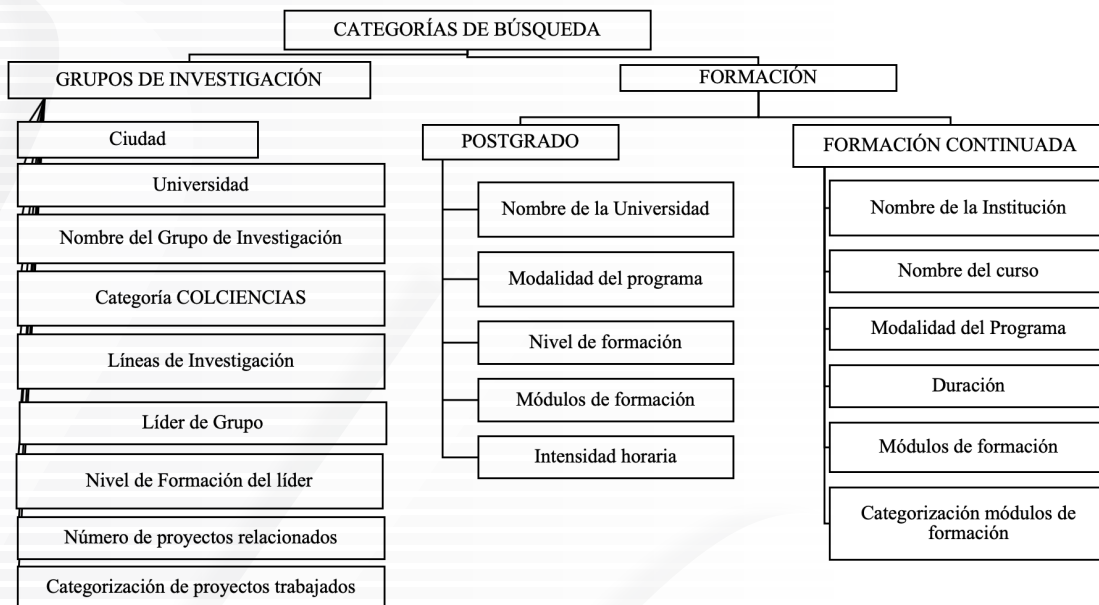 CATEGORÍAS DE BÚSQUEDA
GRUPOS DE INVESTIGACIÓN
Ciudad
Universidad
Nombre del Grupo de Investigación
Categoría COLCIENCIAS
Líneas de Investigación
Líder de Grupo
Nivel de Formación del líder
Número de proyectos relacionados
Categorización de proyectos trabajados
FORMACIÓN
POSTGRADO
Nombre de la Universidad
Modalidad del programa
Nivel de formación
Módulos de formación
Intensidad horaria
FORMACIÓN CONTINUADA
Nombre de la Institución
Nombre del curso
Modalidad del Programa
Duración
Módulos de formación
Categorización módulos de
formación